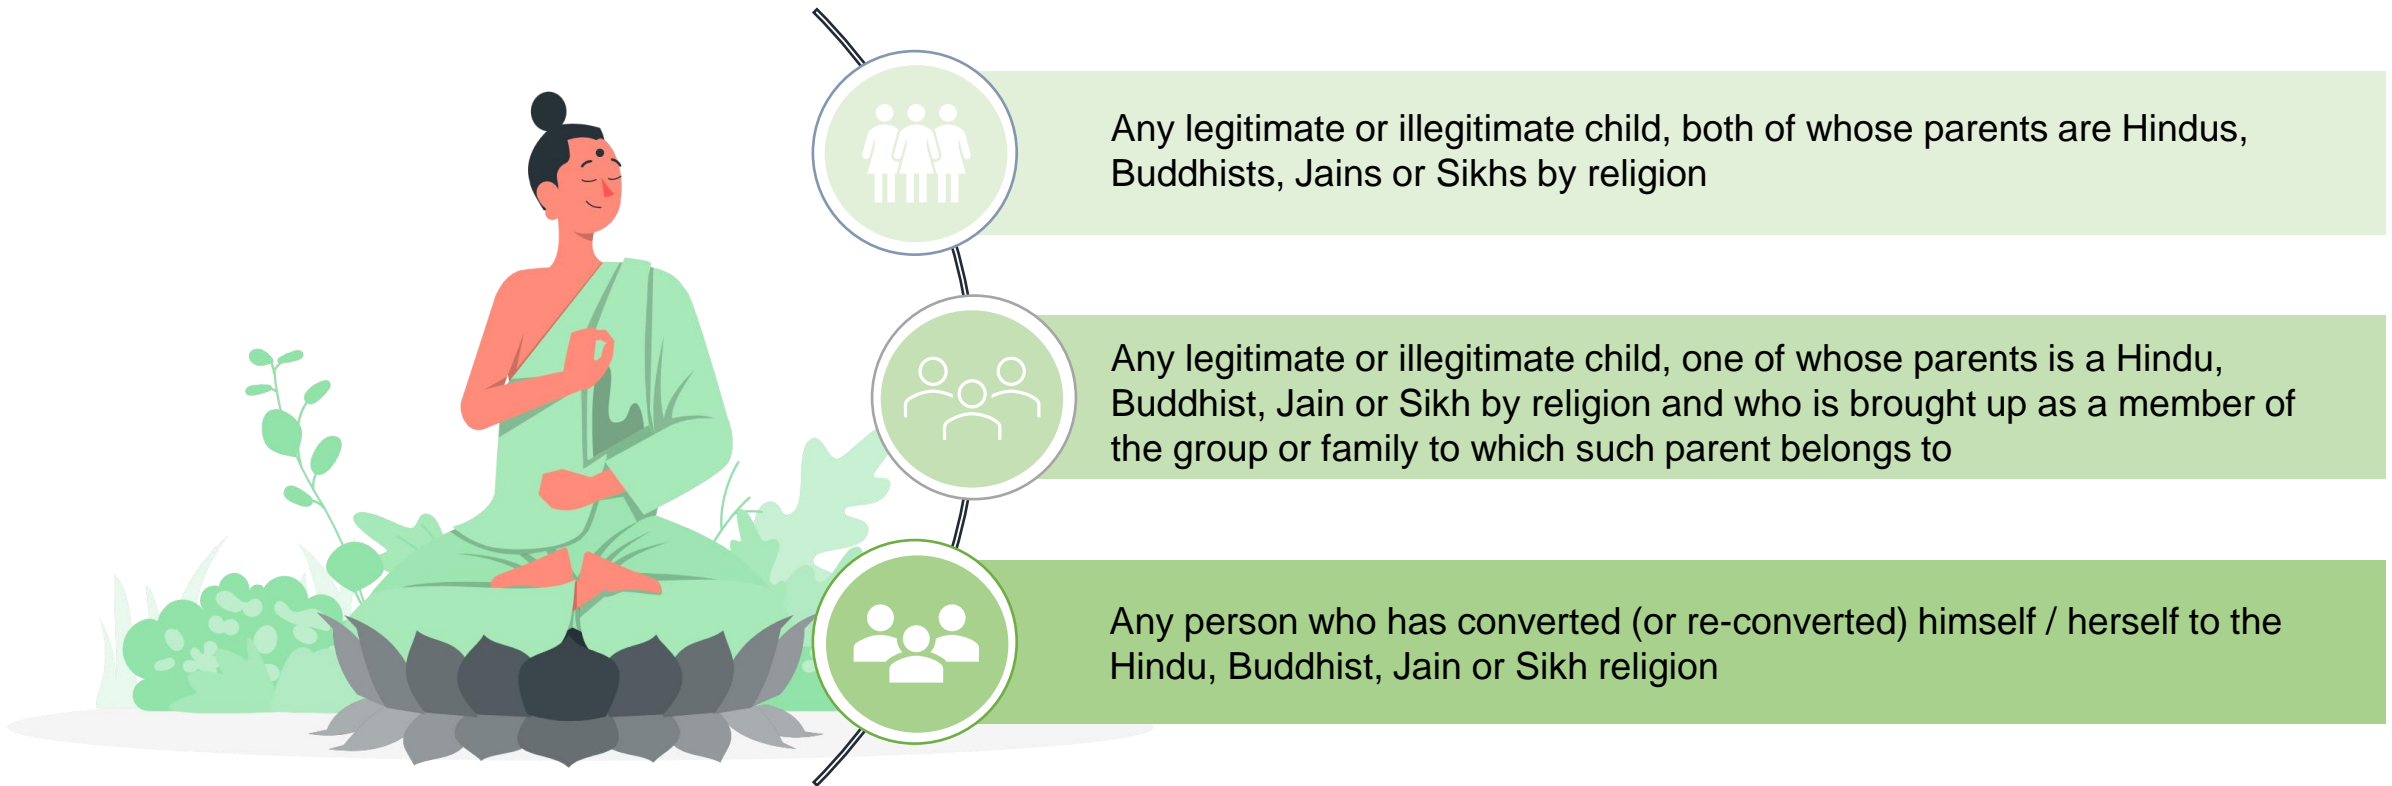 Any legitimate or illegitimate child, both of whose parents are Hindus,
Buddhists, Jains or Sikhs by religion
Any legitimate or illegitimate child, one of whose parents is a Hindu,
Buddhist, Jain or Sikh by religion and who is brought up as a member of
the group or family to which such parent belongs to
Any person who has converted (or re-converted) himself / herself to the
Hindu, Buddhist, Jain or Sikh religion